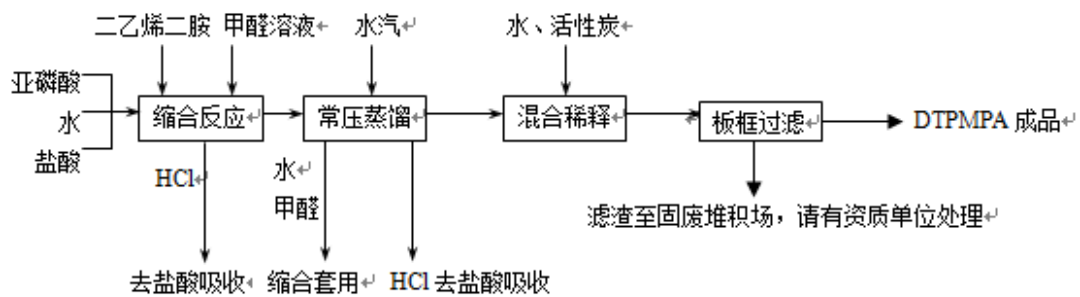 二乙烯二胺 甲醛溶液
水汽
水、活性炭
亚磷酸
水
盐酸
缩合反应
常压蒸馏
混合稀释
板框过滤
DTPMPA 成品
HCl
水
甲醛
滤渣至固废堆积场，请有资质单位处理
去盐酸吸收
缩合套用
HCl 去盐酸吸收